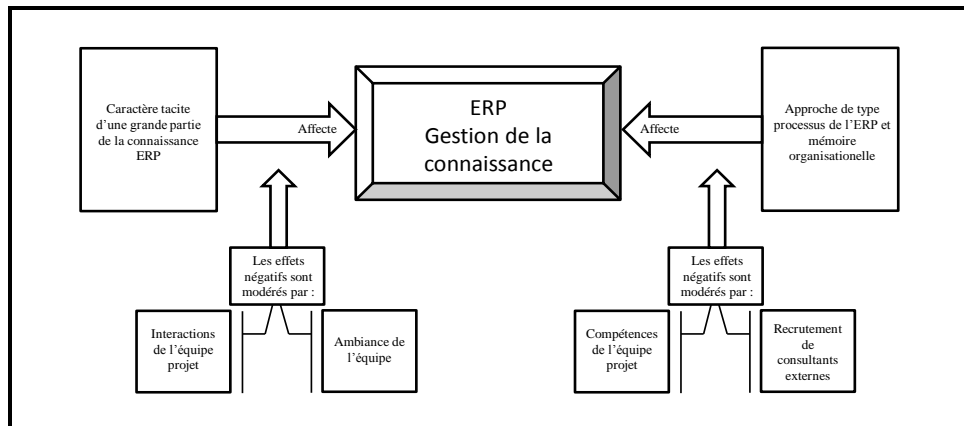 Caractère tacite
d'une grande partie
de la connaissance
ERP
Affecte
ERP
Gestion de la
connaissance
Affecte
Approche de type
processus de l'ERP et
mémoire
organisationelle
Les effets
négatifs sont
modérés par :
Interactions
de l'équipe
projet
Ambiance de
l'équipe
Les effets
négatifs sont
modérés par :
Compétences
de l'équipe
projet
Recrutement
de
consultants
externes